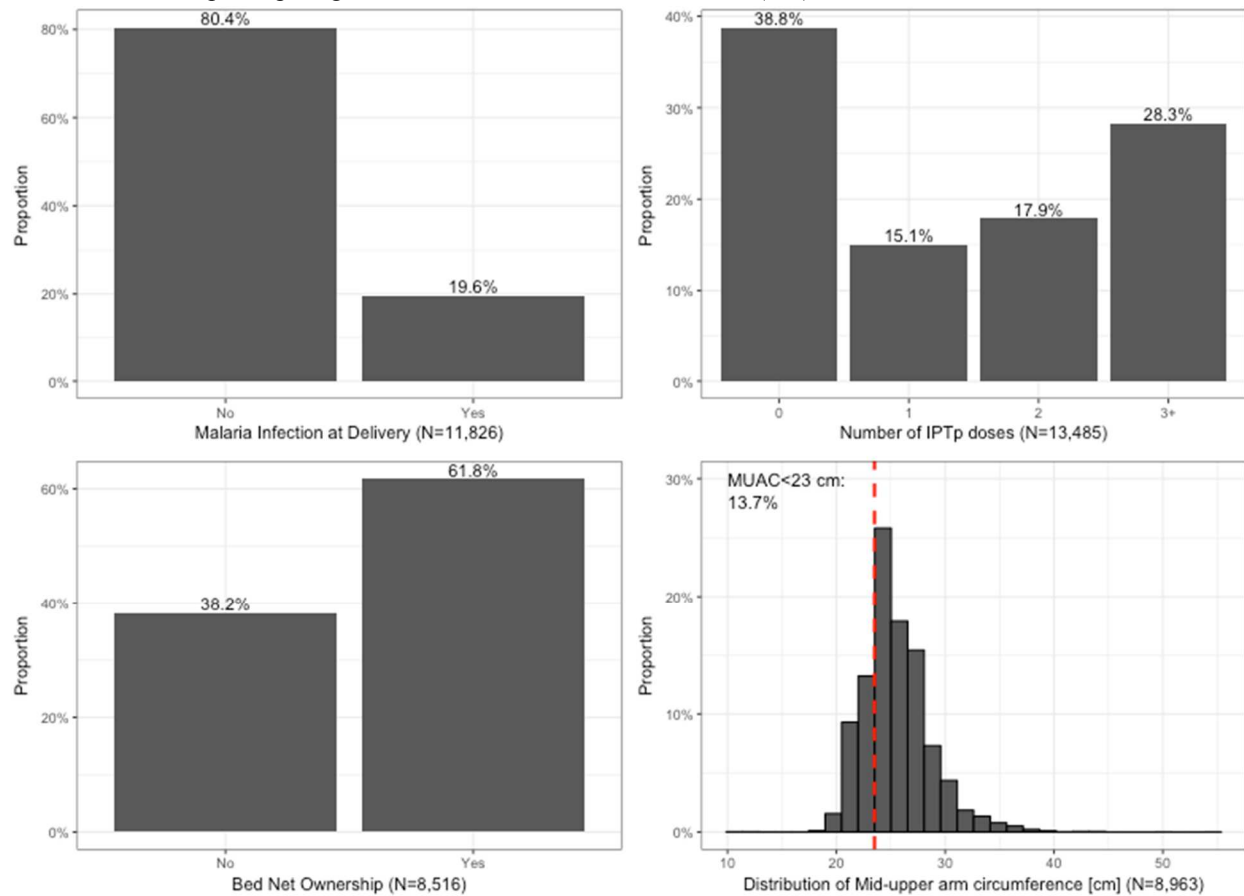 80.4%
80%
60%
40%
20%
0%
Proportion
19.6%
No
Yes
Malaria Infection at Delivery (N=11,826)
38.8%
40%
30%
20%
10%
0%
Proportion
15.1%
17.9%
28.3%
0
1
2
3+
Number of IPTp doses (N=13,485)
61.8%
60%
40%
20%
0%
Proportion
38.2%
No
Yes
Bed Net Ownership (N=8,516)
MUAC<23 cm:
13.7%
30%
20%
10%
0%
Proportion
10
20
30
40
50
Distribution of Mid-upper arm circumference [cm] (N=8,963)